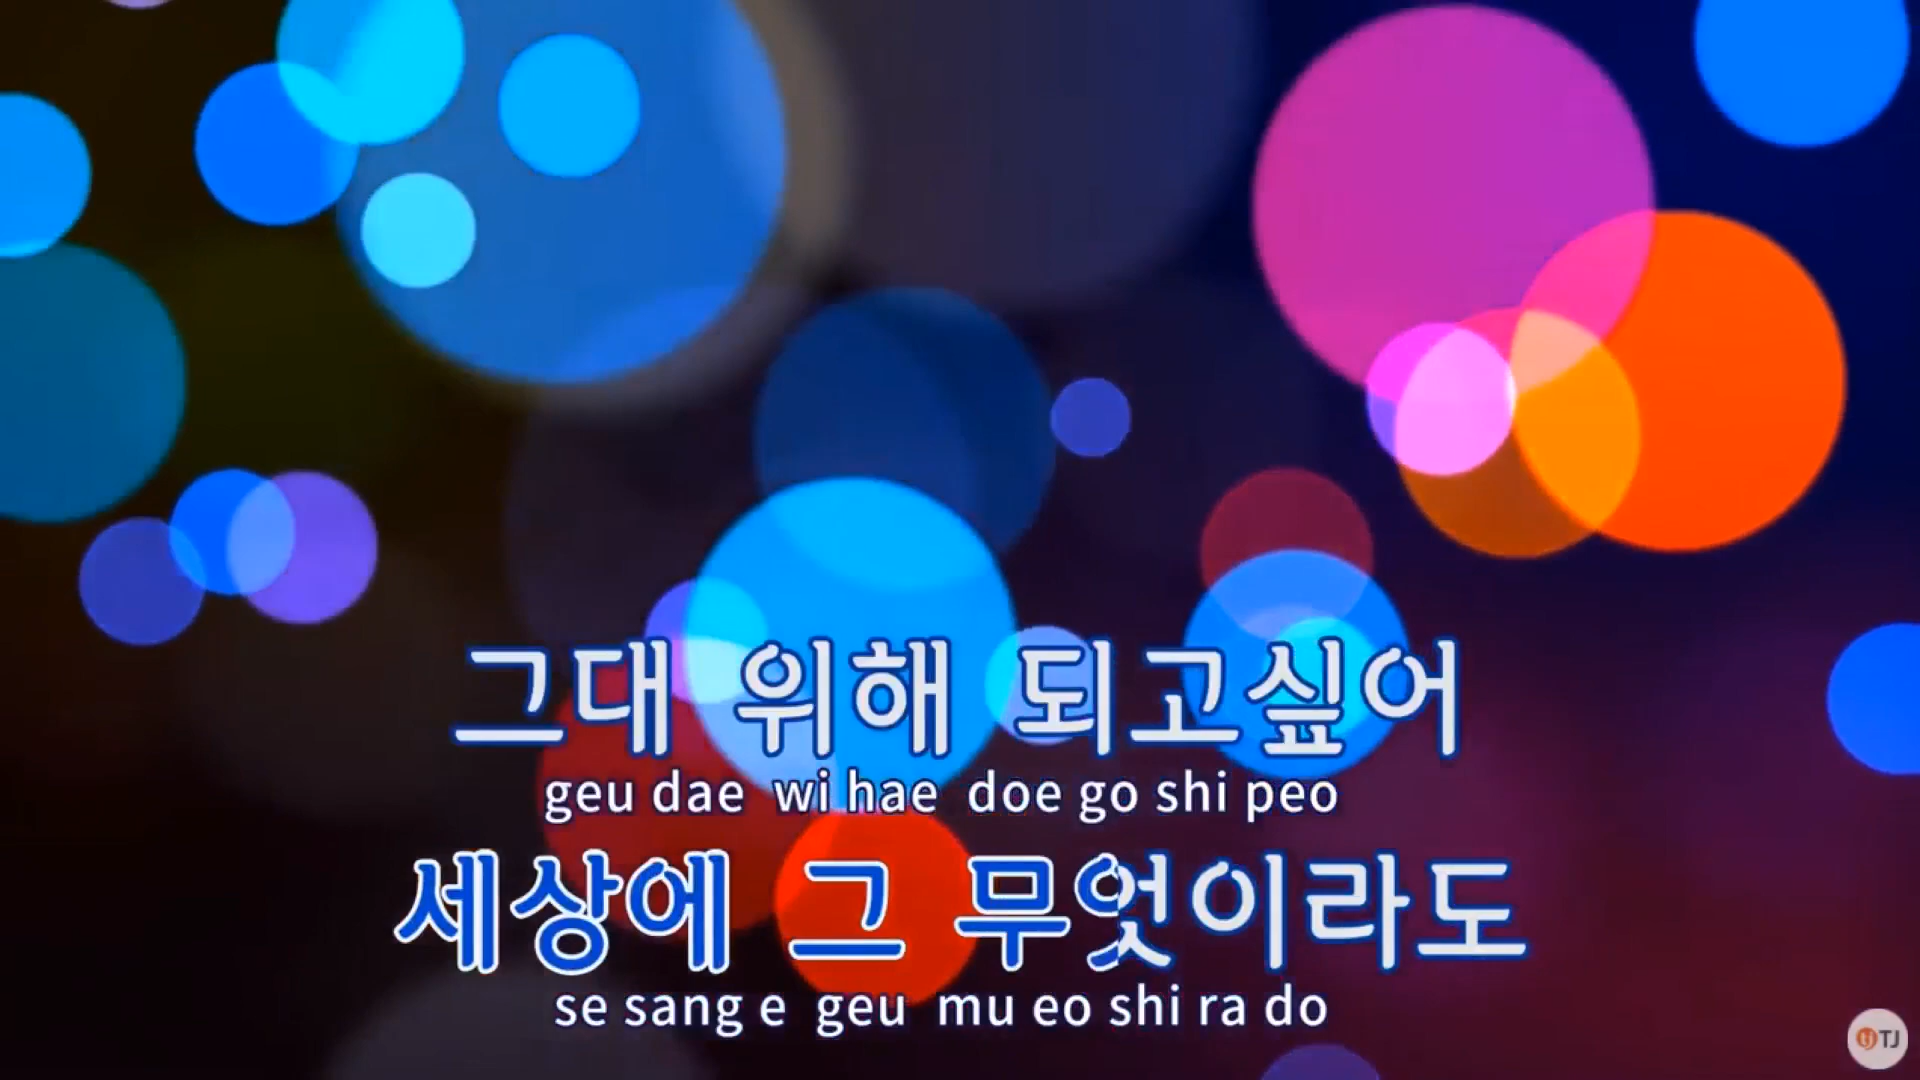 그대 위해 되고싶어
geu dae wi hae doe go shi peo
세상에 그 무엇이라도
se sang e geu mu eo shi ra do
TJ